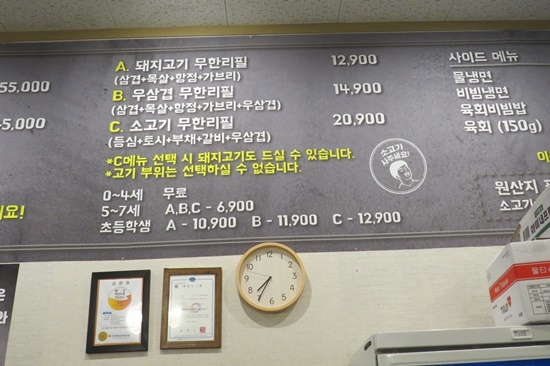 A. 돼지고기 무한리필 12,900
(삼겹+목살+항정+가브리)
B. 우삼겹 무한리필 14,900
(삼겹+목살+항정+가브리+우삼겹)
C. 소고기 무한리필 20,900
(등심+토시+부채+갈비+우삼겹)
*C메뉴 선택 시 돼지고기도 드실 수 있습니다.
*고기 부위는 선택하실 수 없습니다.
0~4세 무료
5~7세 A,B,C - 6,900
초등학생 A - 10,900 B - 11,900 C - 12,900
55,000
소고기
사주세요!
사이드 메뉴
물냉면
비빔냉면
육회비빔밥
육회 (150g)
원산지
소고기